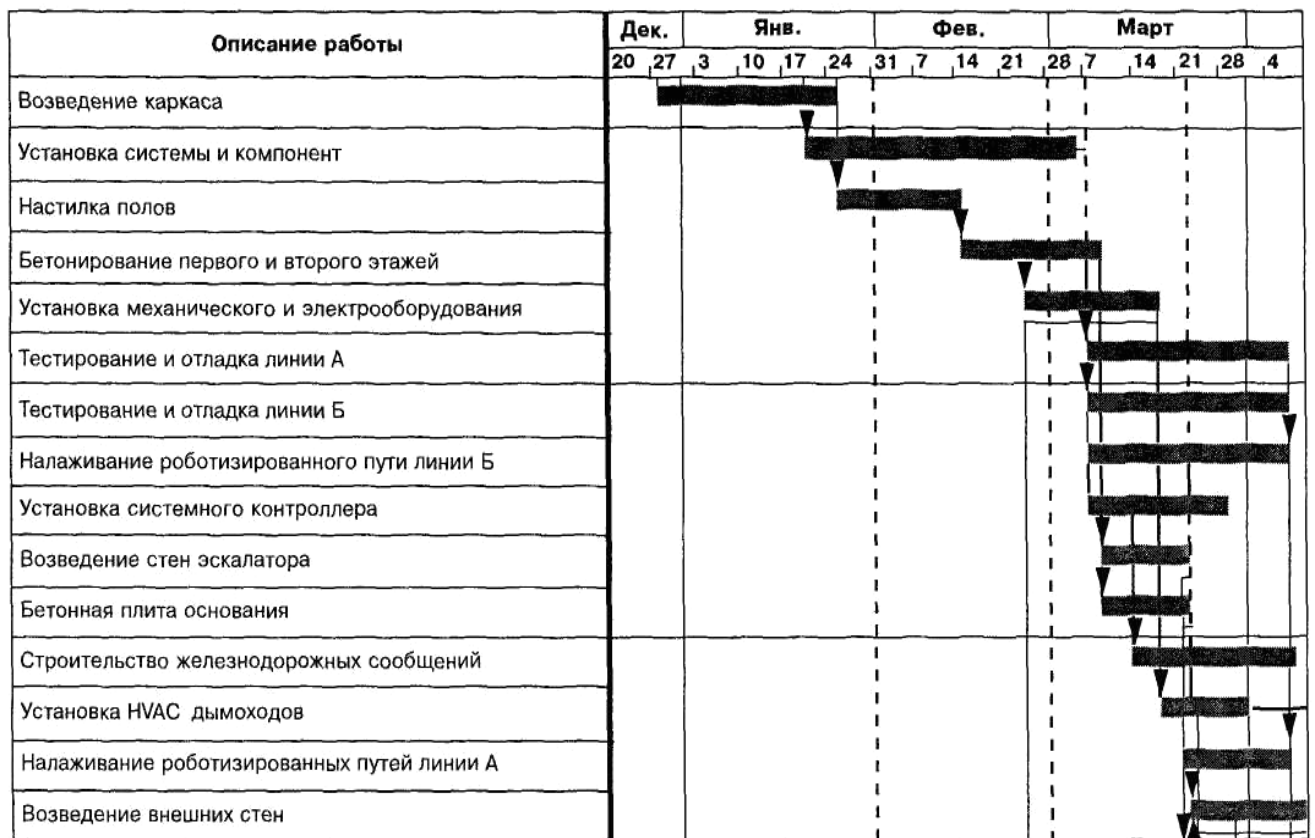 Описание работы
Дек. Янв. Фев. Март
20 27 3 10 17 24 31 7 14 21 28 7 14 21 28 4
Возведение каркаса
Установка системы и компонент
Настилка полов
Бетонирование первого и второго этажей
Установка механического и электрооборудования
Тестирование и отладка линии А
Тестирование и отладка линии Б
Налаживание роботизированного пути линии Б
Установка системного контроллера
Возведение стен эскалатора
Бетонная плита основания
Строительство железнодорожных сообщений
Установка HVAC дымоходов
Налаживание роботизированных путей линии А
Возведение внешних стен